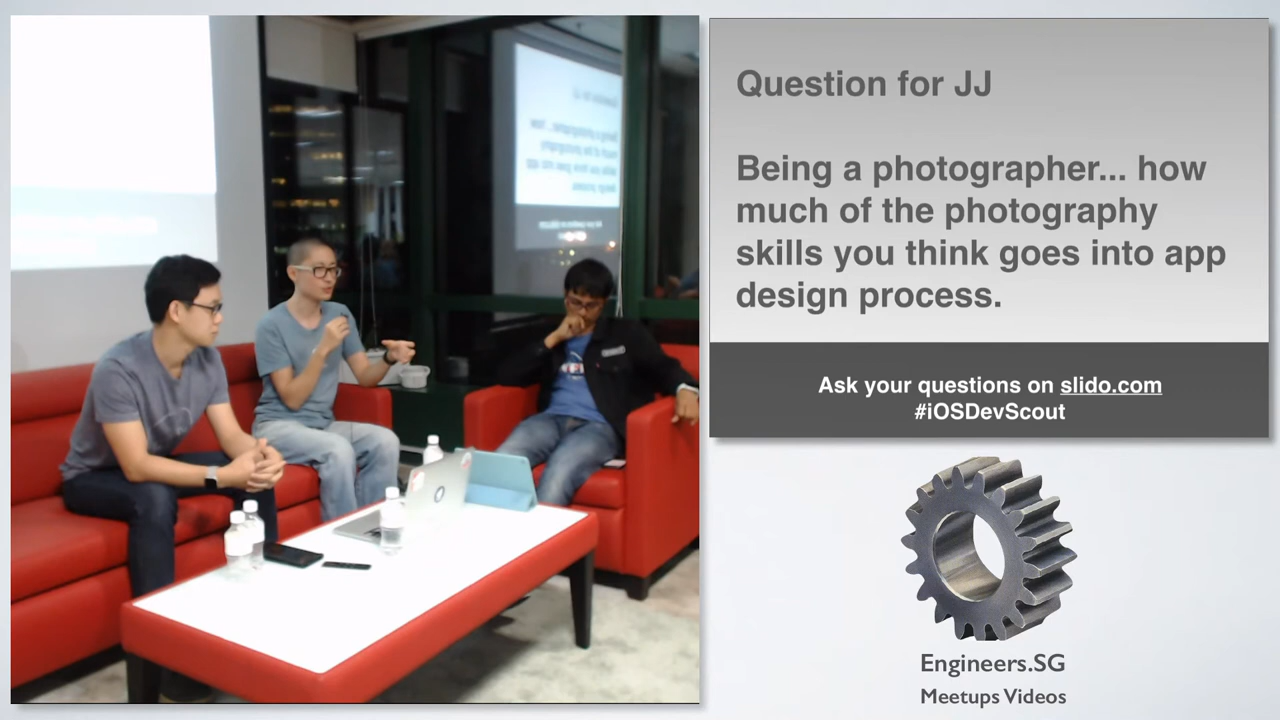 Question for JJ
Being a photographer... how
much of the photography
skills you think goes into app
design process.
Ask your questions on slido.com
#iOSDevScout
Engineers.SG
Meetups Videos